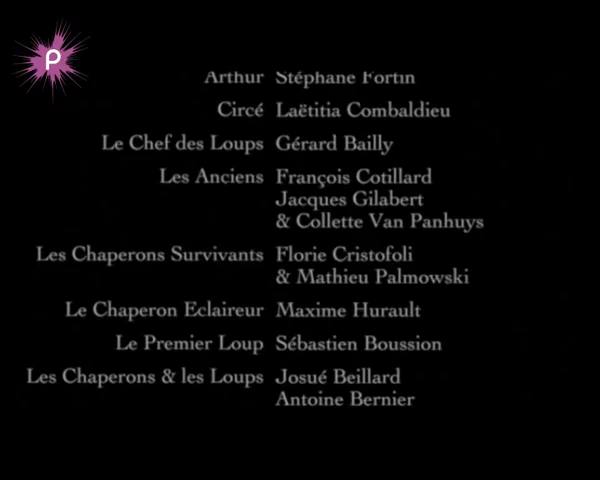 P
Arthur Stéphane Fortin
Circé Laëtitia Combaldieu
Le Chef des Loups Gérard Bailly
Les Anciens François Cotillard
Jacques Gilabert
& Collette Van Panhuys
Les Chaperons Survivants Florie Cristofoli
& Mathieu Palmowski
Le Chaperon Eclaireur Maxime Hurault
Le Premier Loup Sébastien Boussion
Les Chaperons & les Loups Josué Beillard
Antoine Bernier